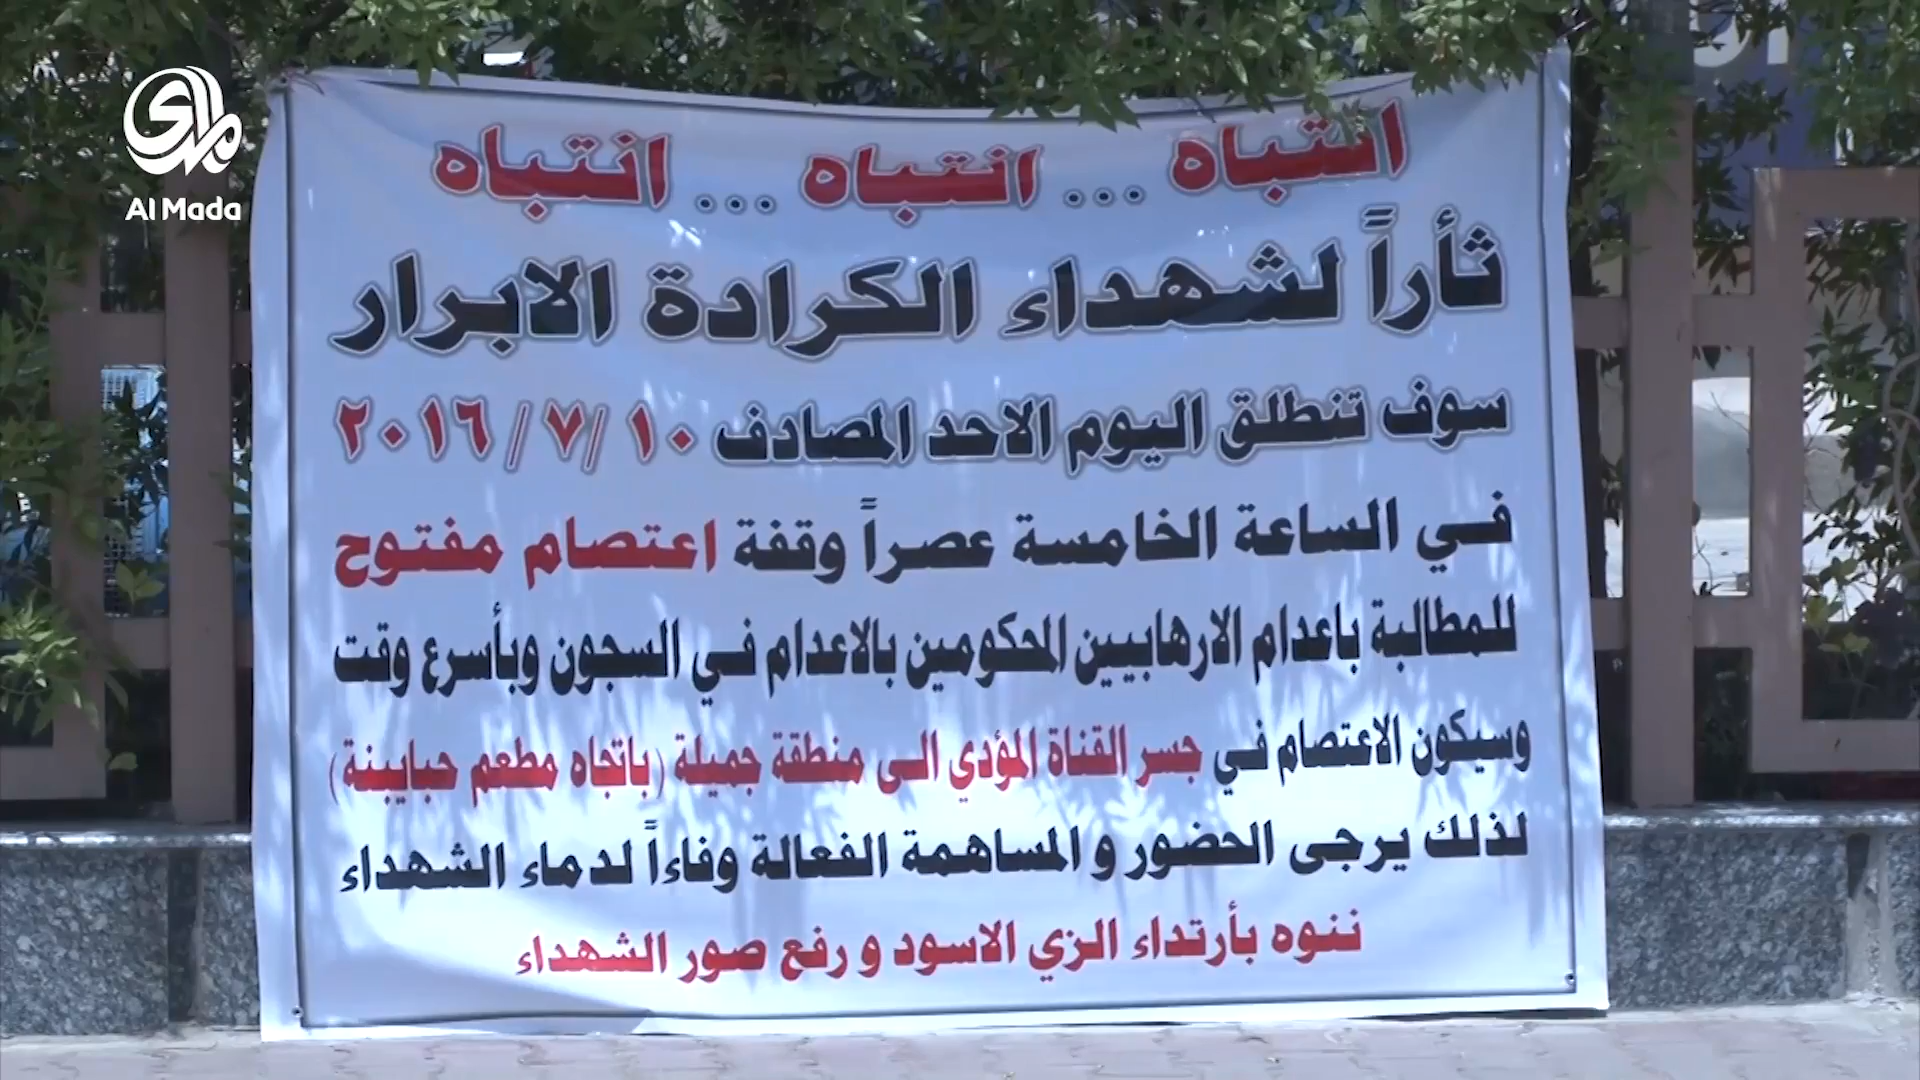 المدى
Al Mada
انتباه ... انتباه ... انتباه
ثأراً لشهداء الكرادة الابرار
سوف تنطلق اليوم الاحد المصادف ١٠ /٧ / ٢٠١٦
في الساعة الخامسة عصراً وقفة اعتصام مفتوح
للمطالبة باعدام الارهابيين المحكومين بالاعدام في السجون وبأسرع وقت
وسيكون الاعتصام في جسر القناة المؤدي الى منطقة جميلة (باتجاه مطعم حبايبنة)
لذلك يرجى الحضور و المساهمة الفعالة وفاءاً لدماء الشهداء
ننوه بأرتداء الزي الاسود و رفع صور الشهداء